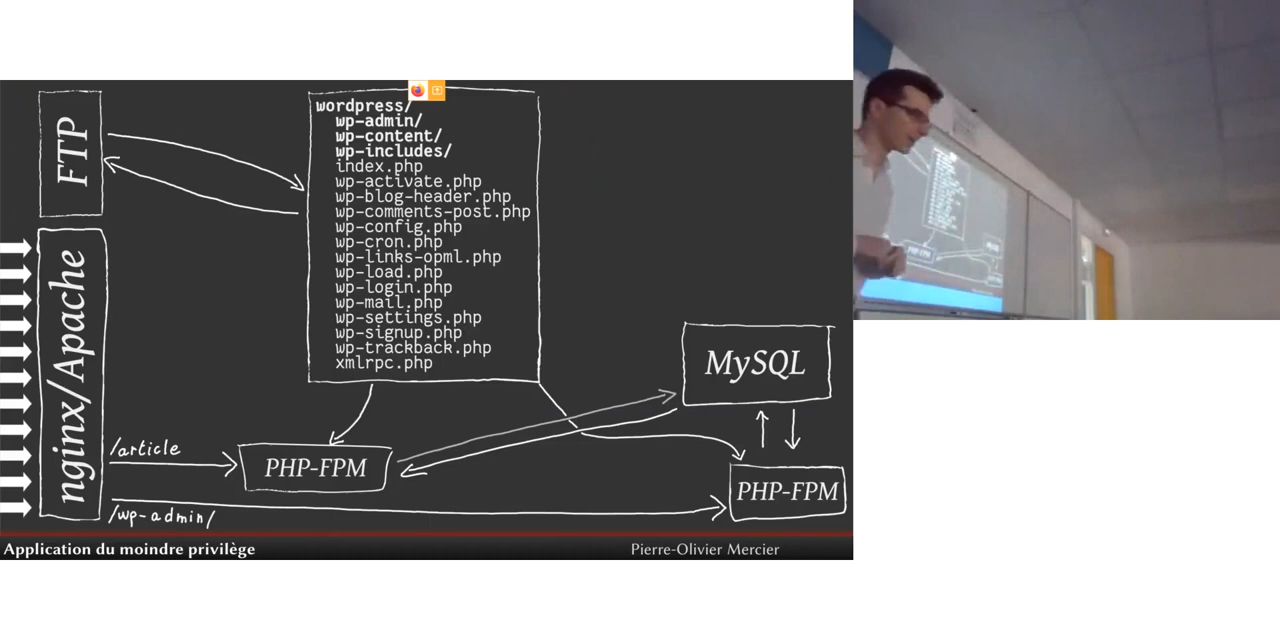 FTP
wordpress/
wp-admin/
wp-content/
wp-includes/
index.php
wp-activate.php
wp-blog-header.php
wp-comments-post.php
wp-config.php
wp-cron.php
wp-links-opml.php
wp-load.php
wp-login.php
wp-mail.php
wp-settings.php
wp-signup.php
wp-trackback.php
xmlrpc.php
nginx/Apache
MySQL
/article
PHP-FPM
PHP-FPM
/wp-admin/
Application du moindre privilège
Pierre-Olivier Mercier
PHP-FPM